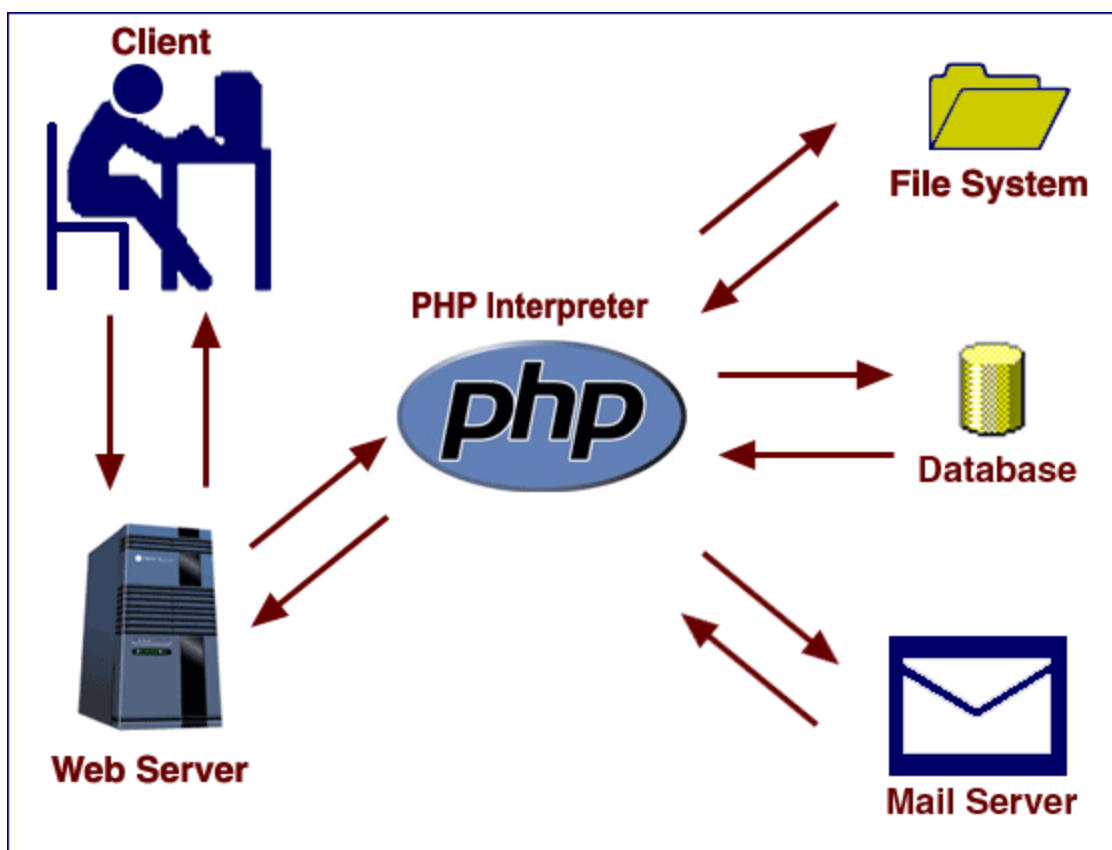 Client
File System
PHP Interpreter
php
Database
Web Server
Mail Server